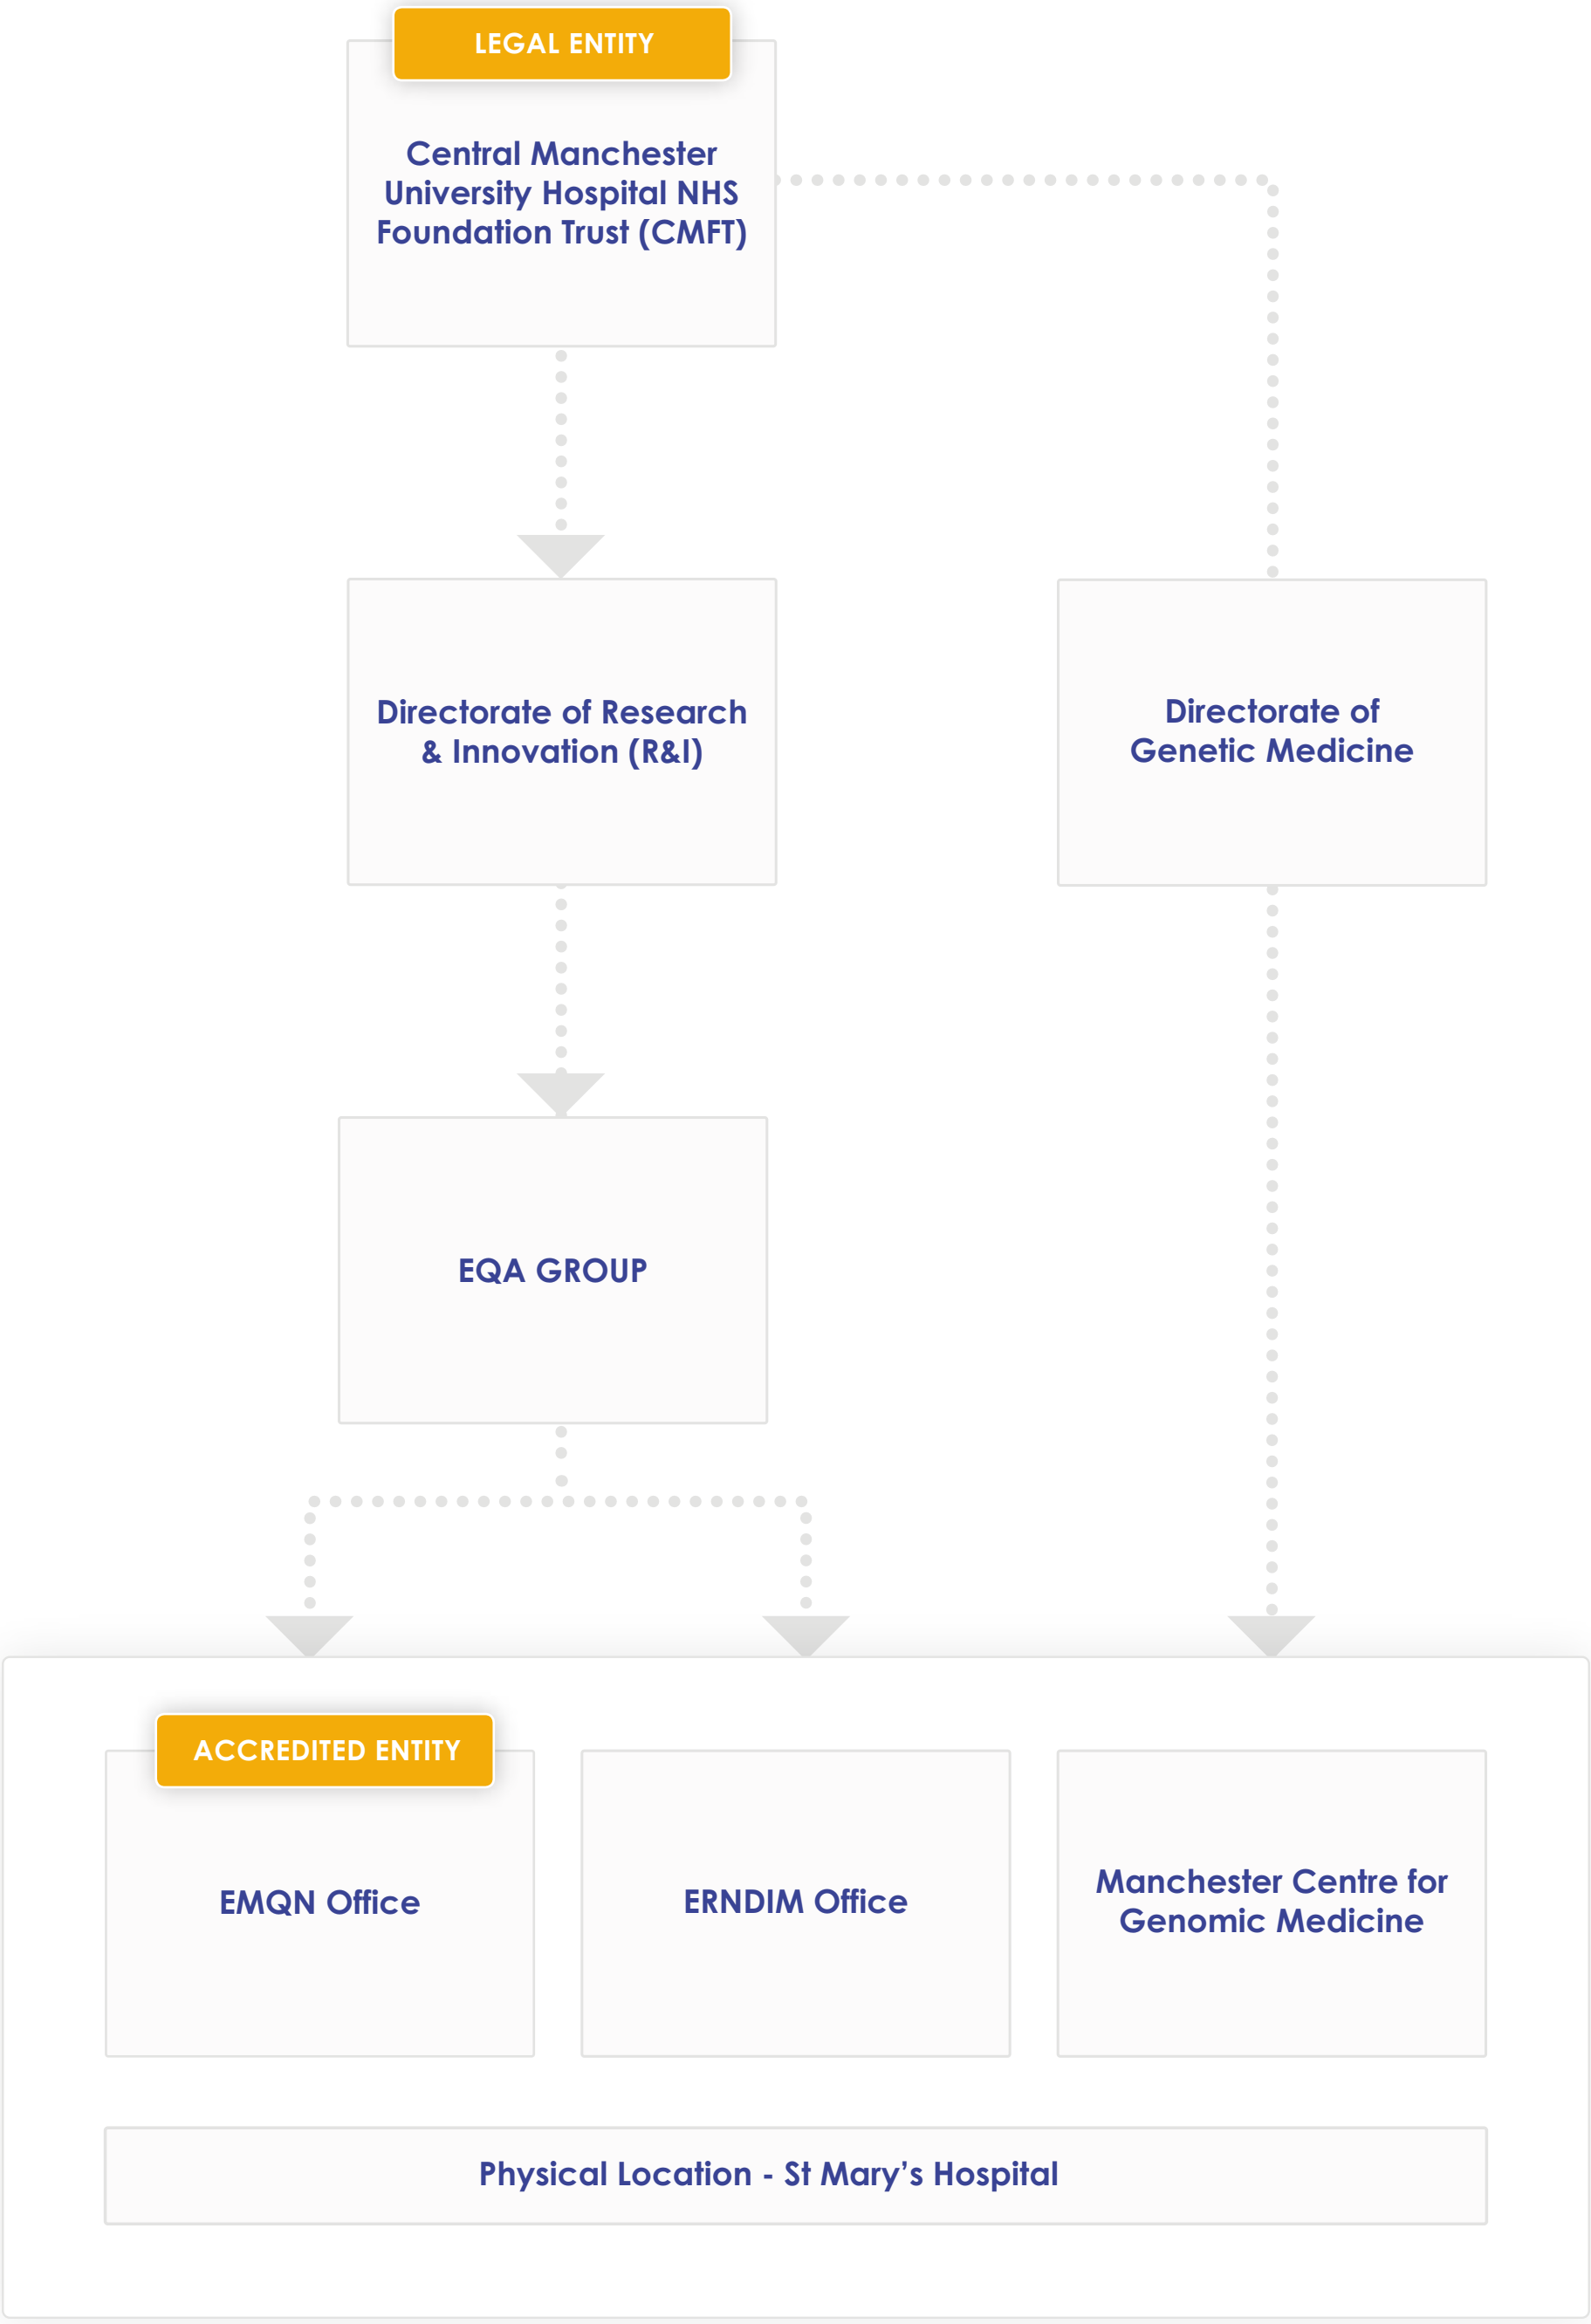 LEGAL ENTITY
Central Manchester
University Hospital NHS
Foundation Trust (CMFT)
Directorate of Research
& Innovation (R&I)
Directorate of
Genetic Medicine
EQA GROUP
ACCREDITED ENTITY
EMQN Office
ERNDIM Office
Manchester Centre for
Genomic Medicine
Physical Location - St Mary’s Hospital